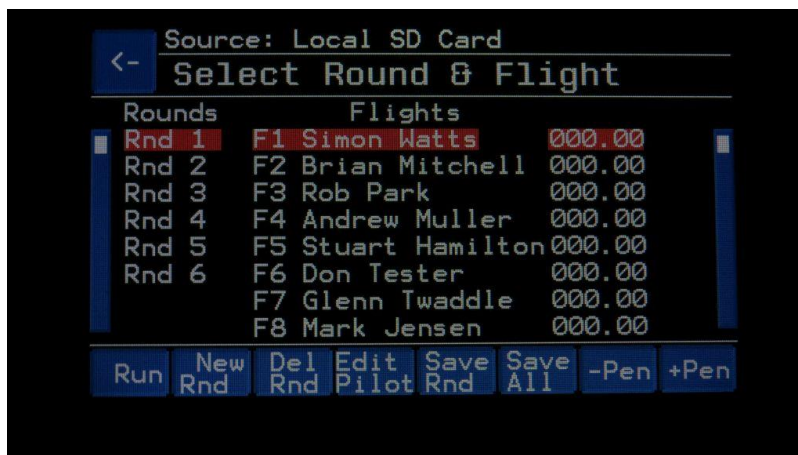 <- Source: Local SD Card
Select Round & Flight
Rounds Flights
Rnd 1 F1 Simon Watts 000.00
Rnd 2 F2 Brian Mitchell 000.00
Rnd 3 F3 Rob Park 000.00
Rnd 4 F4 Andrew Muller 000.00
Rnd 5 F5 Stuart Hamilton 000.00
Rnd 6 F6 Don Tester 000.00
F7 Glenn Twaddle 000.00
F8 Mark Jensen 000.00
Run New Rnd Del Rnd Edit Pilot Save Rnd Save All -Pen +Pen